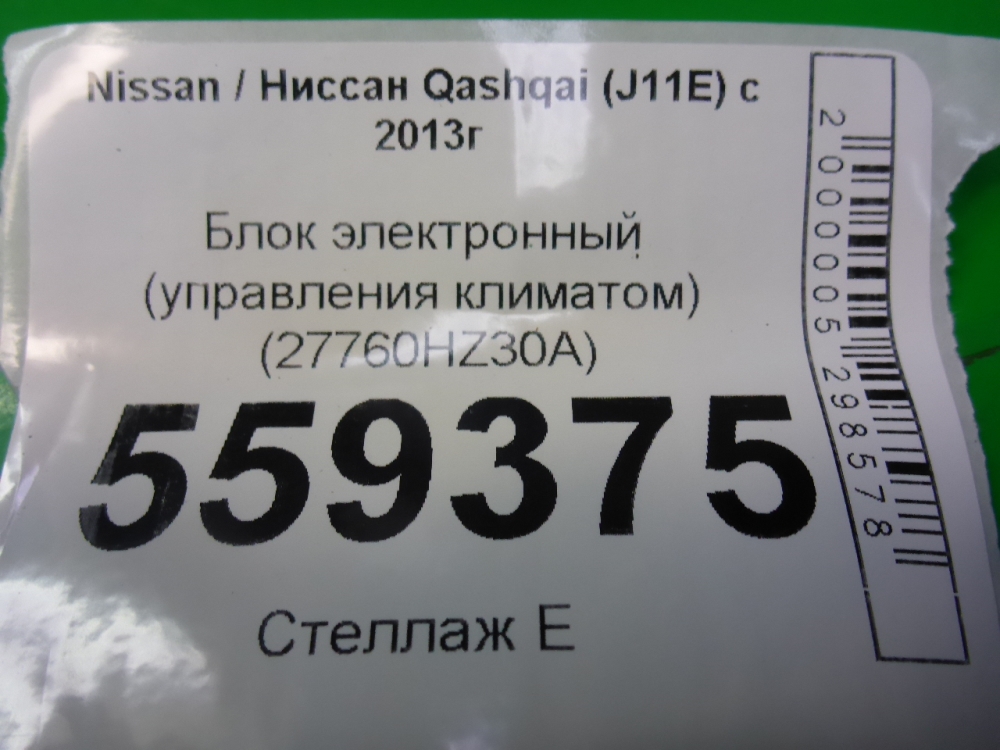 Nissan / Ниссан Qashqai (J11E) с
2013г
Блок электронный
(управления климатом)
(27760HZ30A)
559375
Стеллаж Е
2000005298578